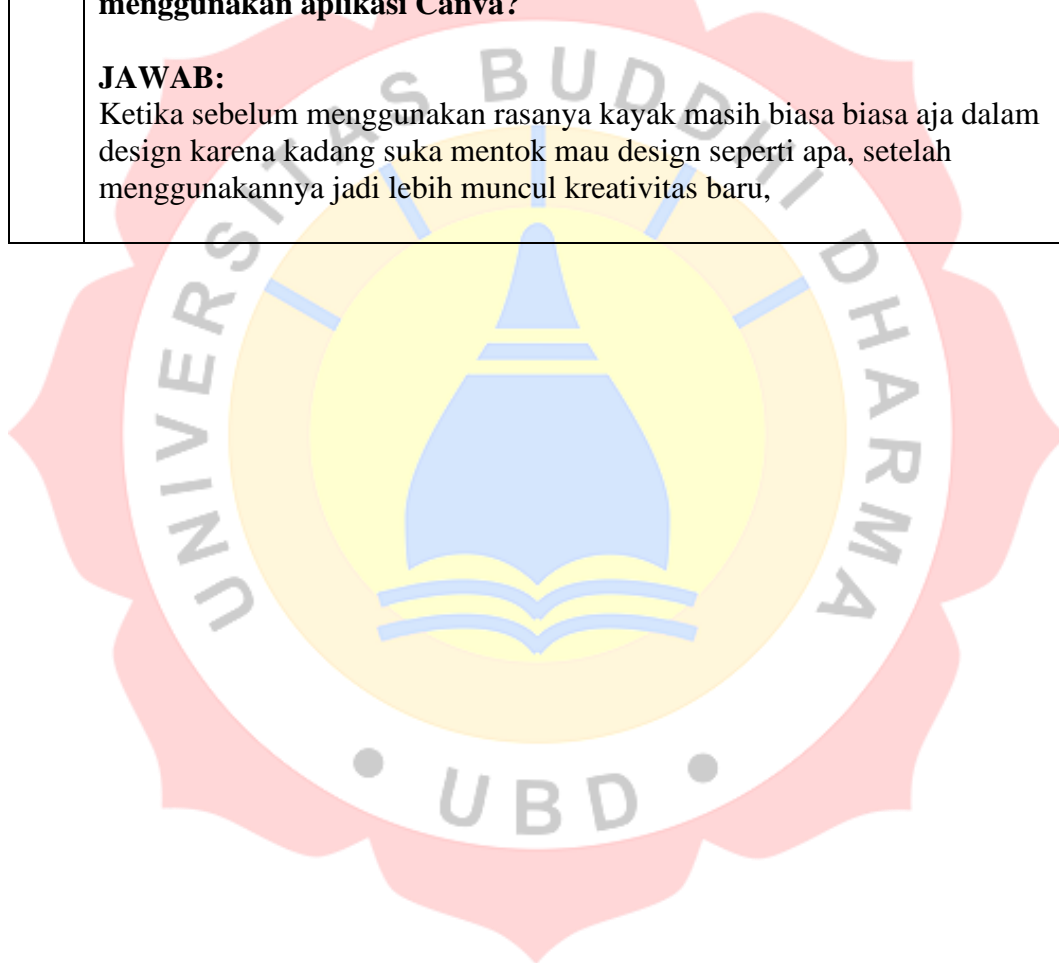 menggunakan aplikasi Canva?
JAWAB:
Ketika sebelum menggunakan rasanya kayak masih biasa biasa aja dalam
design karena kadang suka mentok mau design seperti apa, setelah
menggunakannya jadi lebih muncul kreativitas baru,
UNIVERSITAS BUDDHI DHARMA
• UBD •